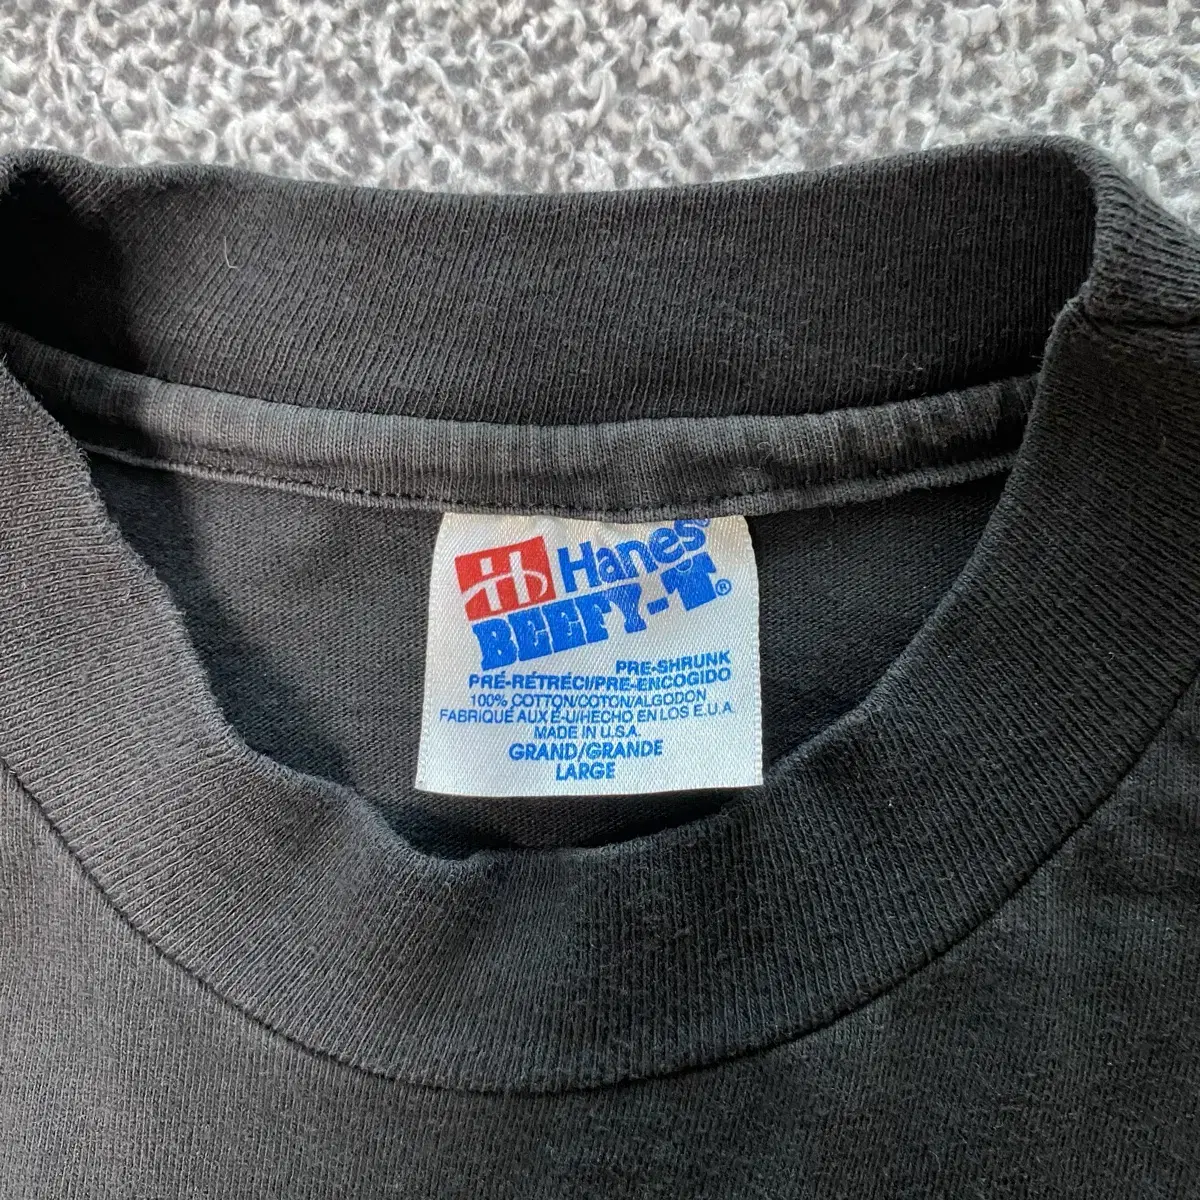 Hanes®
BEEFY-T®
PRE-SHRUNK
PRÉ-RÉTRÉCI/PRE-ENCOGIDO
100% COTTON/COTON/ALGODON
FABRIQUÉ AUX É-U/HECHO EN LOS E.U.A.
MADE IN U.S.A.
GRAND/GRANDE
LARGE